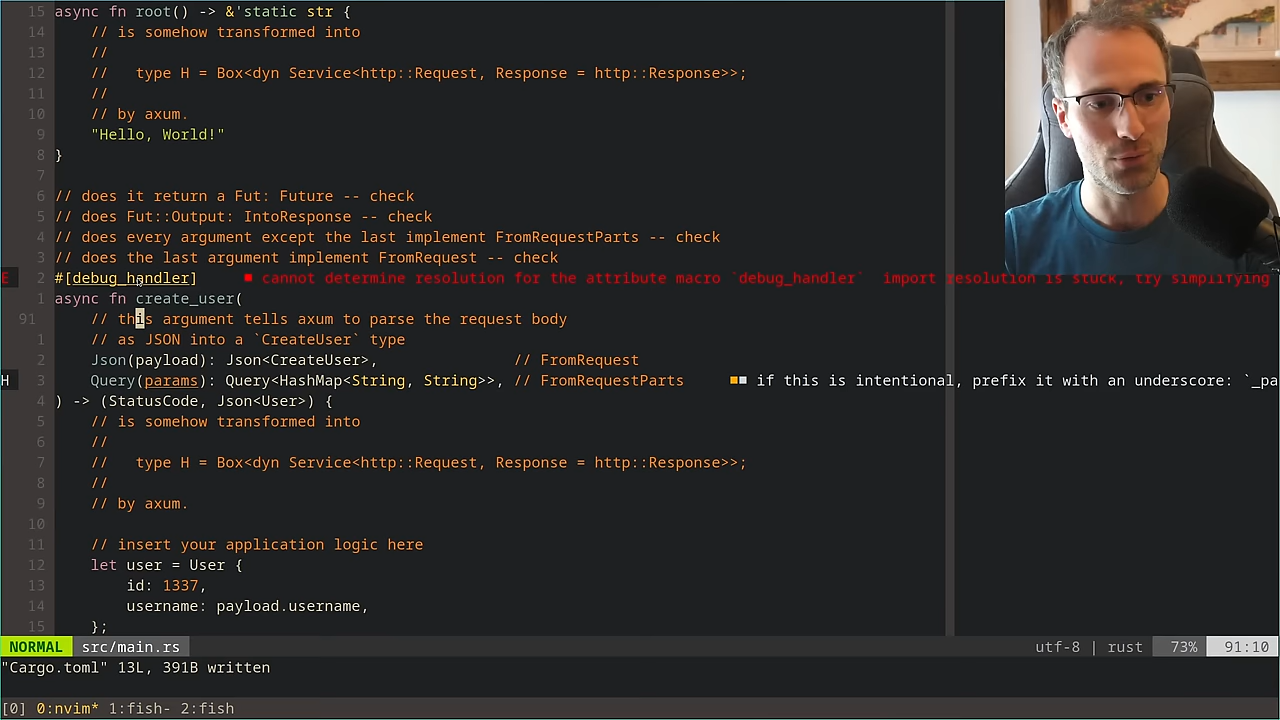 15 async fn root() -> &'static str {
14 // is somehow transformed into
13 //
12 //   type H = Box<dyn Service<http::Request, Response = http::Response>>;
11 //
10 // by axum.
9 "Hello, World!"
8 }
7
6 // does it return a Fut: Future -- check
5 // does Fut::Output: IntoResponse -- check
4 // does every argument except the last implement FromRequestParts -- check
3 // does the last argument implement FromRequest -- check
E 2 #[debug_handler] ■ cannot determine resolution for the attribute macro `debug_handler`  import resolution is stuck, try simplifying
1 async fn create_user(
91 // this argument tells axum to parse the request body
1 // as JSON into a `CreateUser` type
2 Json(payload): Json<CreateUser>, // FromRequest
H 3 Query(params): Query<HashMap<String, String>>, // FromRequestParts ■■ if this is intentional, prefix it with an underscore: `_pa
4 ) -> (StatusCode, Json<User>) {
5 // is somehow transformed into
6 //
7 //   type H = Box<dyn Service<http::Request, Response = http::Response>>;
8 //
9 // by axum.
10
11 // insert your application logic here
12 let user = User {
13 id: 1337,
14 username: payload.username,
15 };
NORMAL src/main.rs utf-8 | rust 73% 91:10
"Cargo.toml" 13L, 391B written
[0] 0:nvim* 1:fish- 2:fish